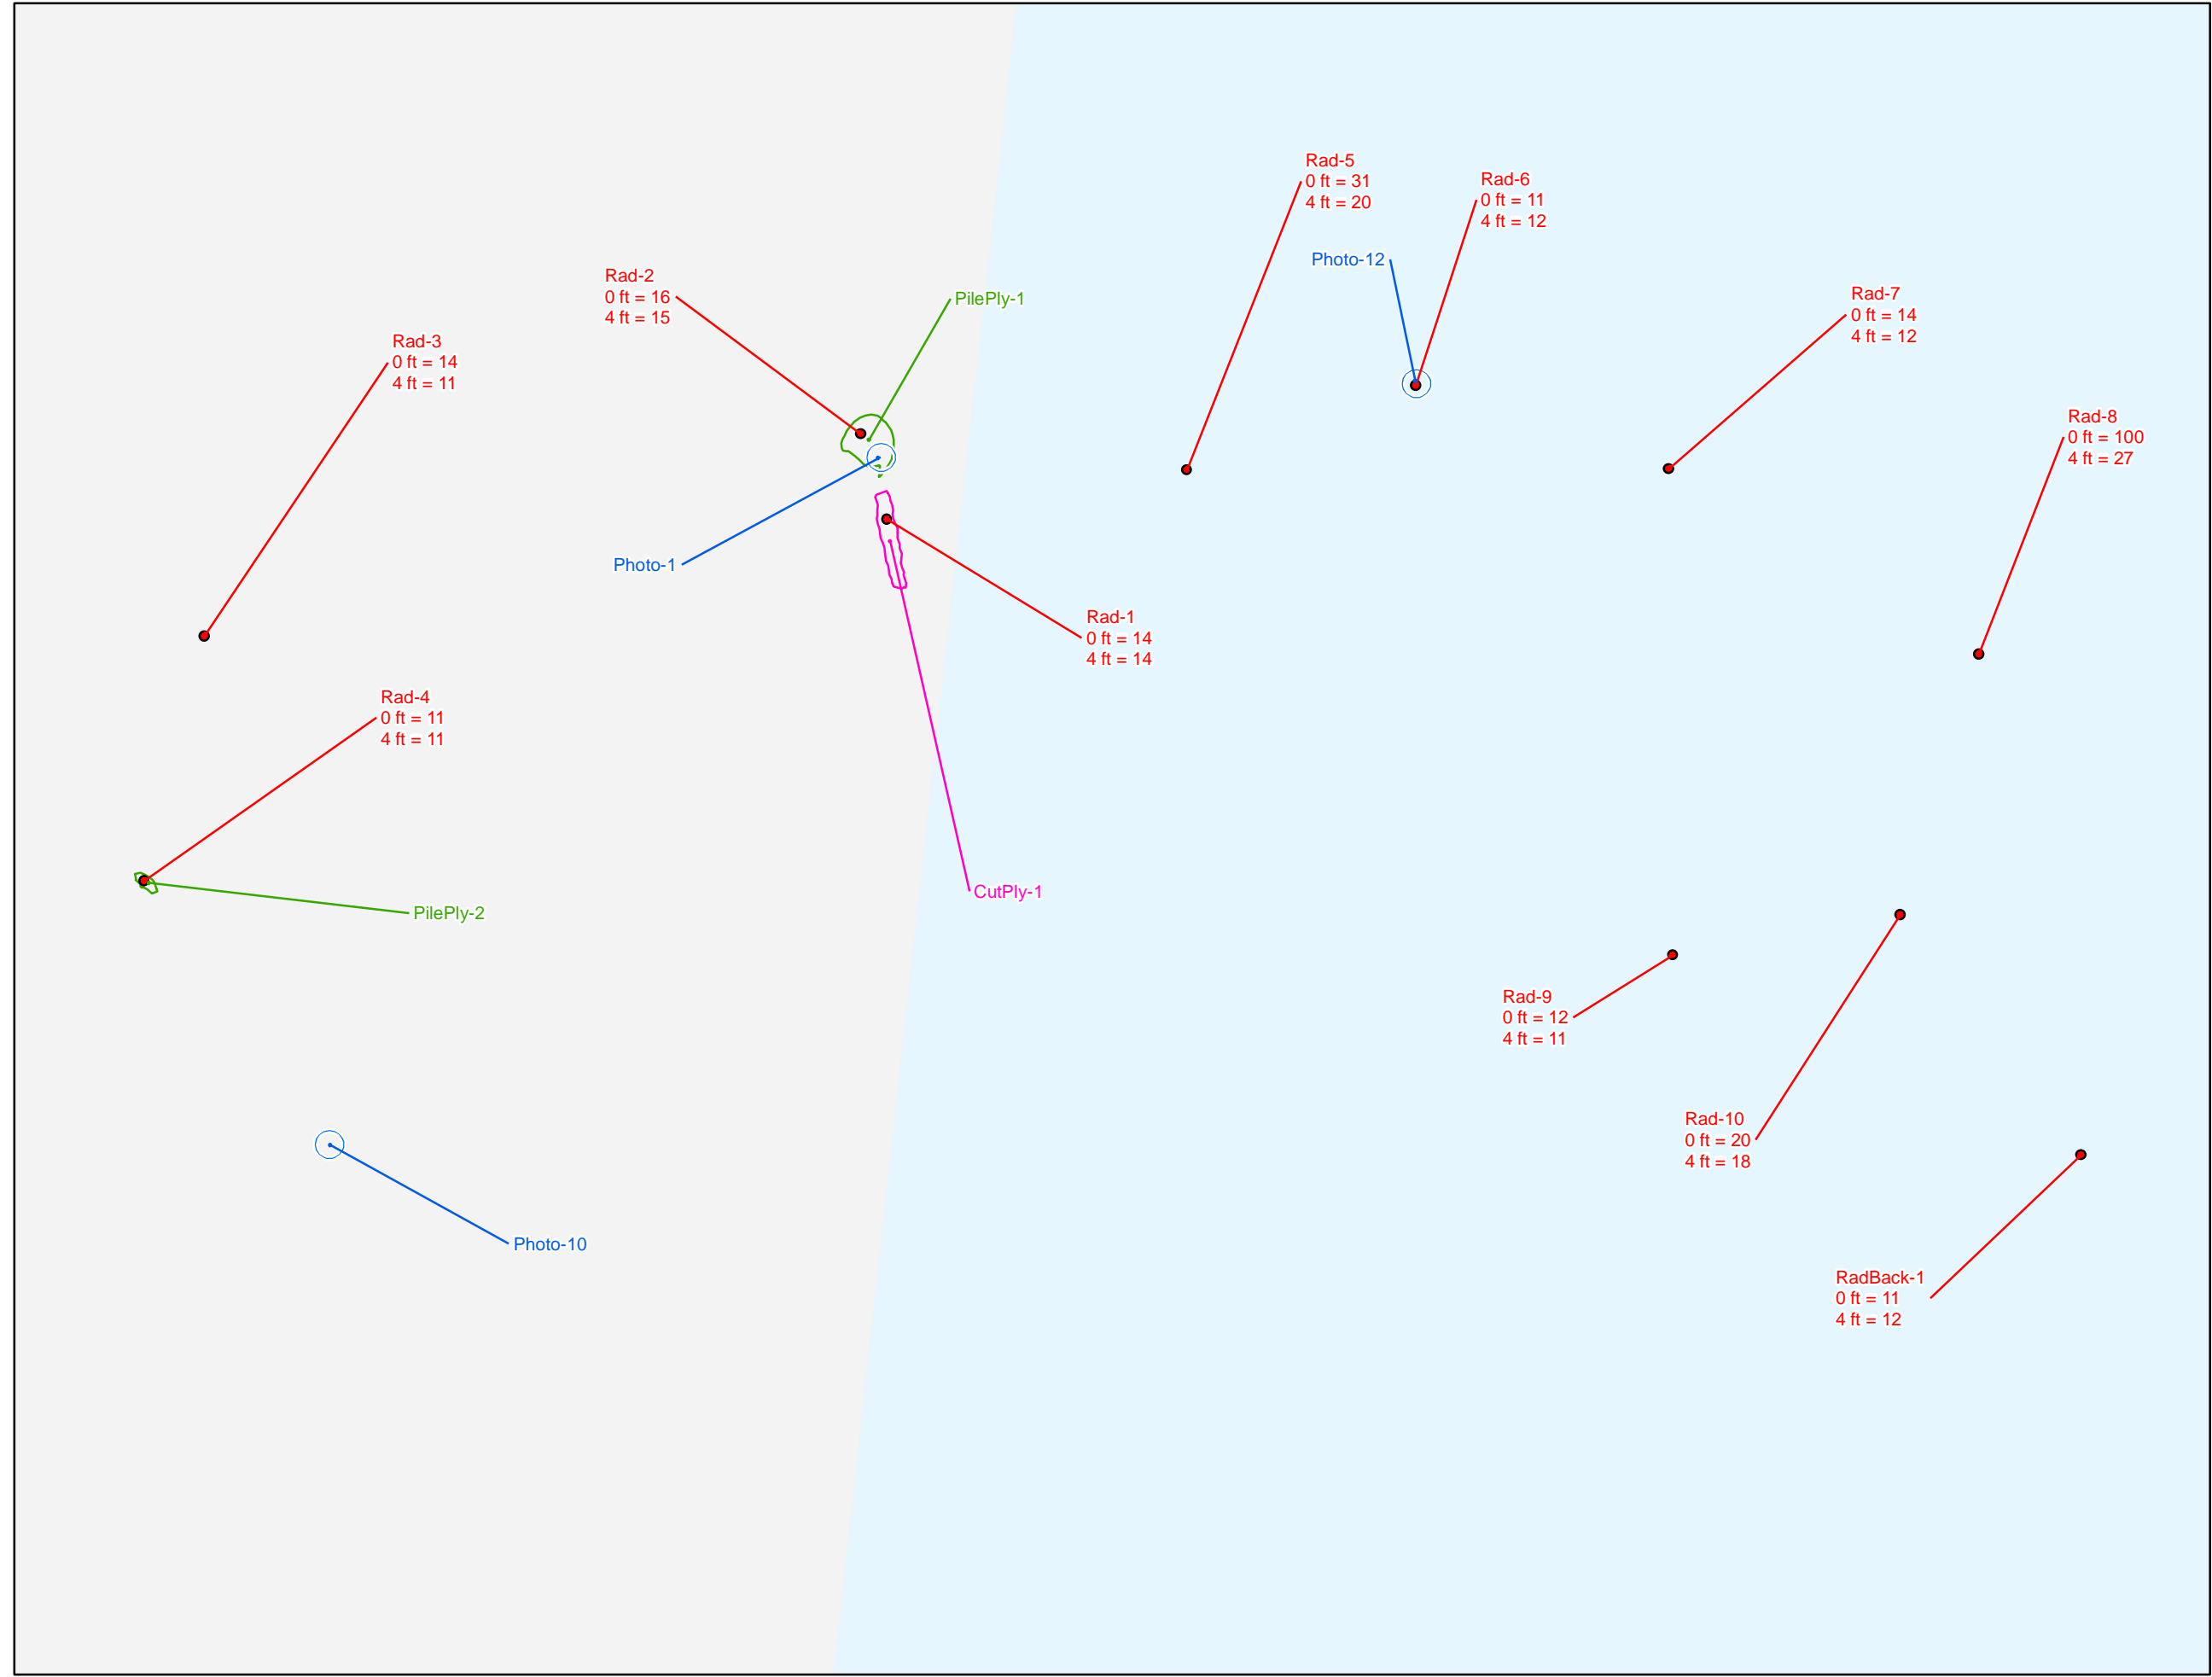 Rad-5
0 ft = 31
4 ft = 20
Rad-6
0 ft = 11
4 ft = 12
Photo-12
Rad-2
0 ft = 16
4 ft = 15
PilePly-1
Rad-7
0 ft = 14
4 ft = 12
Rad-3
0 ft = 14
4 ft = 11
Rad-8
0 ft = 100
4 ft = 27
Photo-1
Rad-1
0 ft = 14
4 ft = 14
Rad-4
0 ft = 11
4 ft = 11
CutPly-1
PilePly-2
Rad-9
0 ft = 12
4 ft = 11
Rad-10
0 ft = 20
4 ft = 18
Photo-10
RadBack-1
0 ft = 11
4 ft = 12